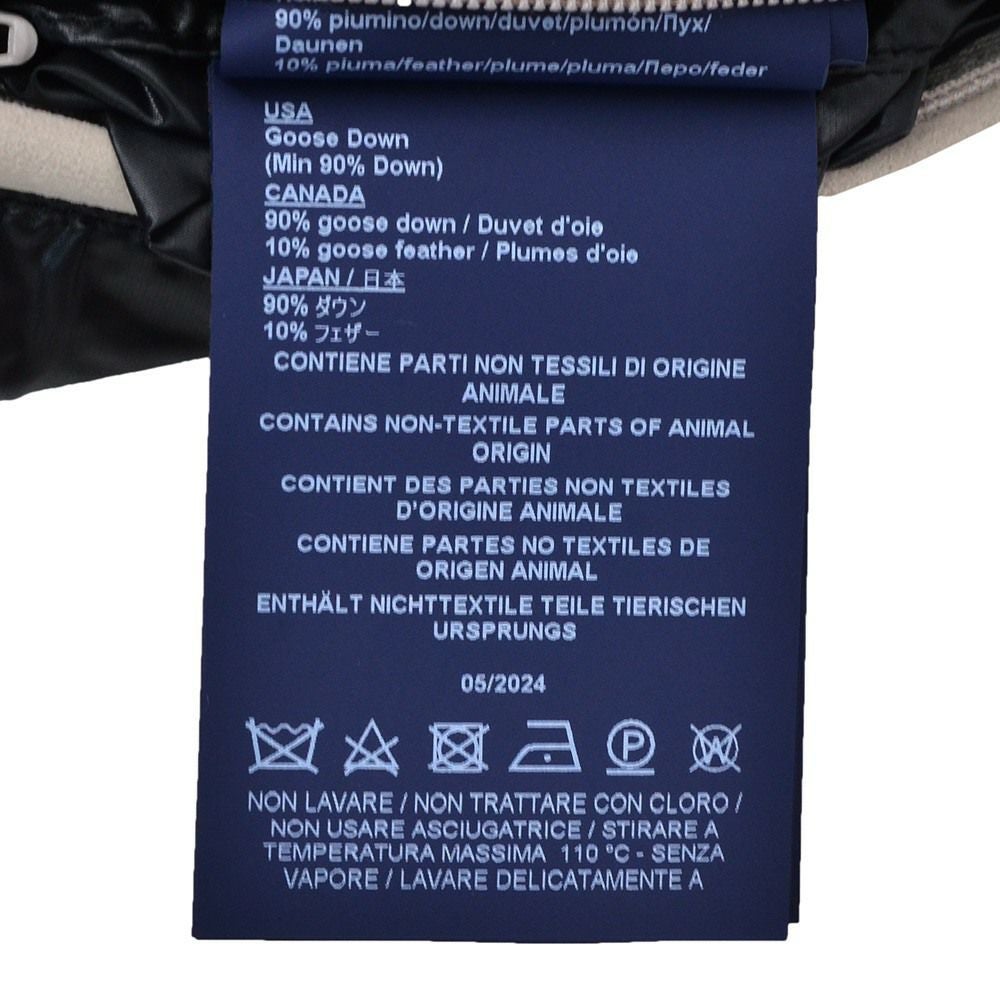 90% piumino/down/duvet/plumón/Пух/
Daunen
10% piuma/feather/plume/pluma/Перо/feder
USA
Goose Down
(Min 90% Down)
CANADA
90% goose down / Duvet d'oie
10% goose feather / Plumes d'oie
JAPAN / 日本
90% ダウン
10% フェザー
CONTIENE PARTI NON TESSILI DI ORIGINE
ANIMALE
CONTAINS NON-TEXTILE PARTS OF ANIMAL
ORIGIN
CONTIENT DES PARTIES NON TEXTILES
D'ORIGINE ANIMALE
CONTIENE PARTES NO TEXTILES DE
ORIGEN ANIMAL
ENTHÄLT NICHTTEXTILE TEILE TIERISCHEN
URSPRUNGS
05/2024
P W
NON LAVARE / NON TRATTARE CON CLORO /
NON USARE ASCIUGATRICE / STIRARE A
TEMPERATURA MASSIMA 110 °C - SENZA
VAPORE / LAVARE DELICATAMENTE A